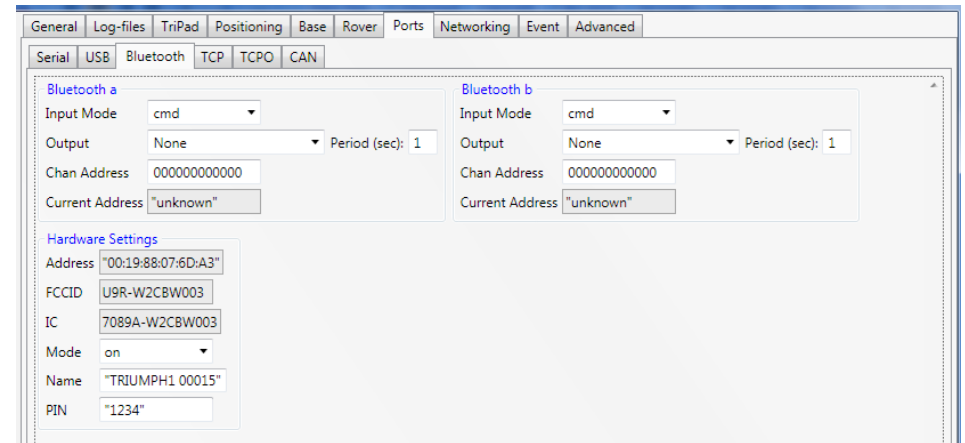 General Log-files TriPad Positioning Base Rover Ports Networking Event Advanced
Serial USB Bluetooth TCP TCPO CAN
Bluetooth a
Input Mode cmd
Output None Period (sec): 1
Chan Address 000000000000
Current Address "unknown"
Bluetooth b
Input Mode cmd
Output None Period (sec): 1
Chan Address 000000000000
Current Address "unknown"
Hardware Settings
Address "00:19:88:07:6D:A3"
FCCID U9R-W2CBW003
IC 7089A-W2CBW003
Mode on
Name "TRIUMPH1 00015"
PIN "1234"